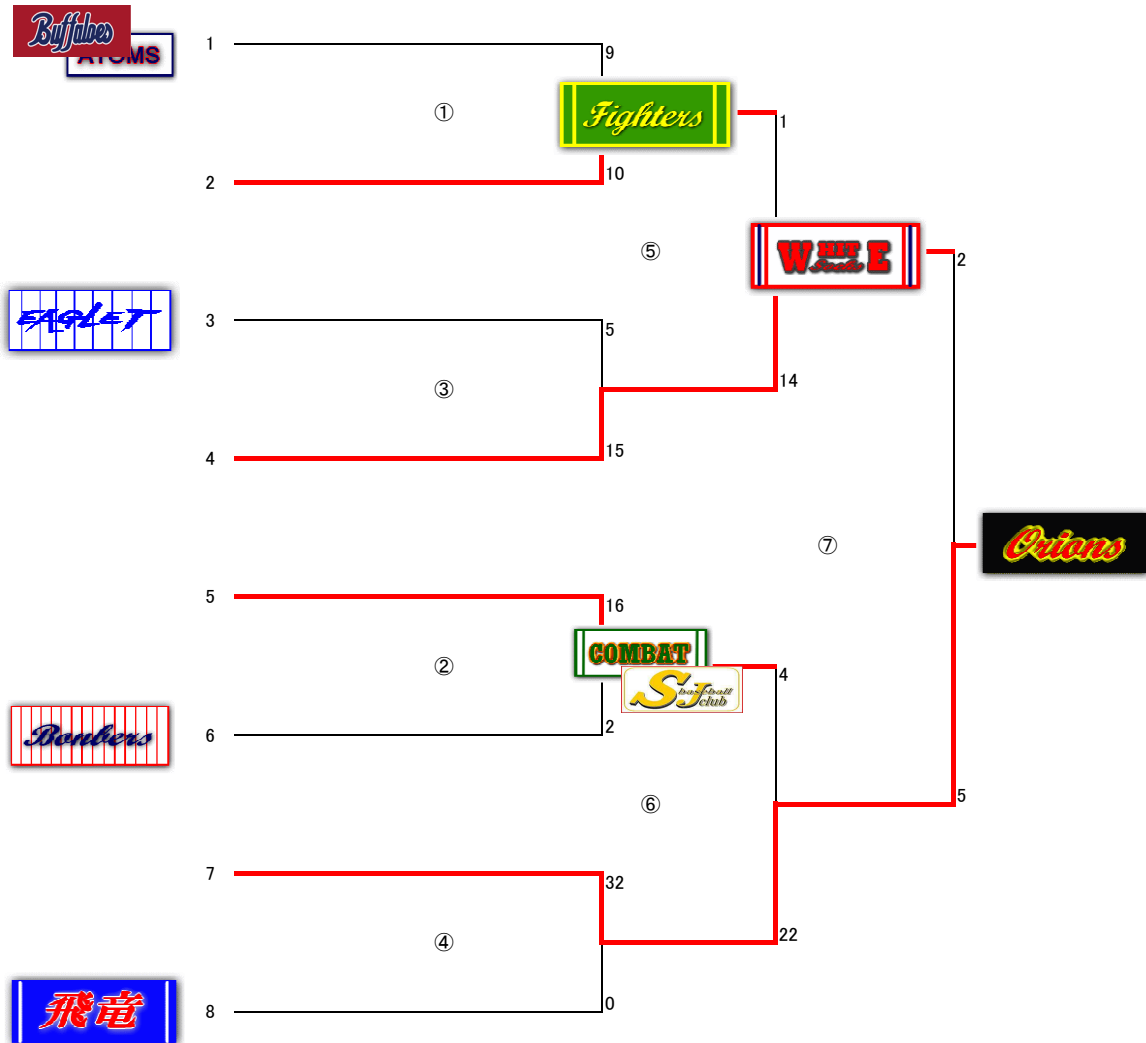 Buffaloes
ATOMS
1
9
①
Fighters
1
2
10
⑤
WHITE
Socks
2
EAGLET
3
5
③
14
4
15
⑦
Orions
5
16
COMBAT
②
4
SJ baseball club
Bonbers
6
2
⑥
5
7
32
④
22
飛竜
8
0